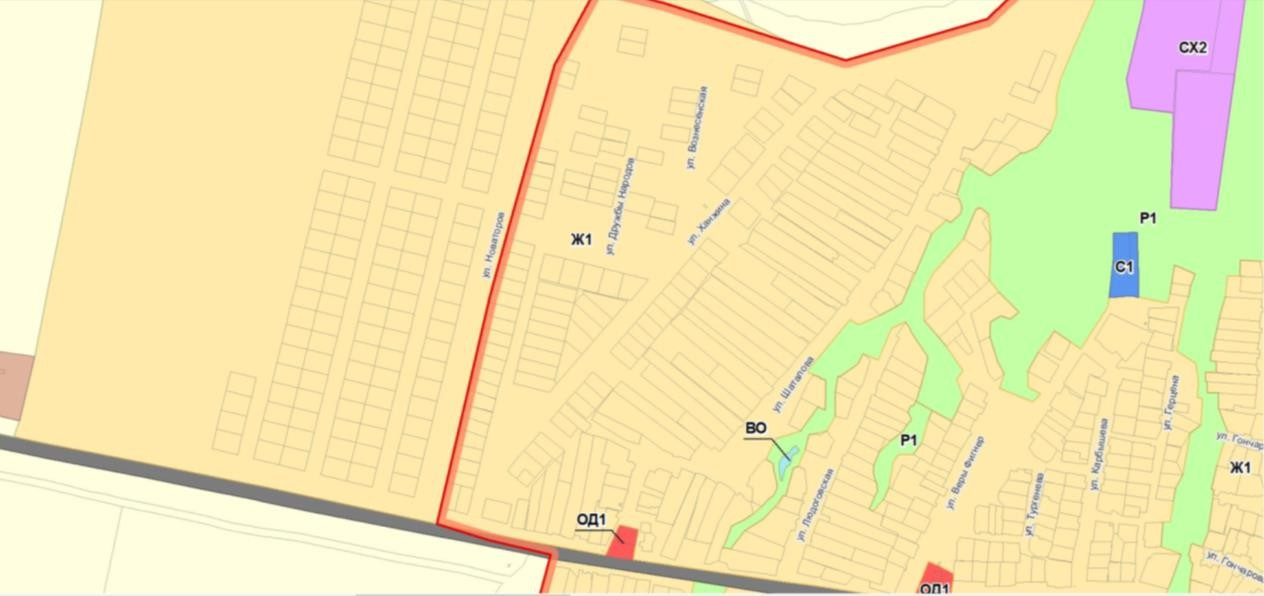 СХ2
ул. Вознесенская
ул. Дружбы Народов
ул. Ханжина
Р1
ул. Новаторов
Ж1
С1
ул. Шатапова
ул. Герцена
ВО
Р1
ул. Карбышева
ул. Гончар
ул. Веры Фигнер
Ж1
ул. Людоговская
ул. Тургенева
ОД1
ул. Гончаров
ОД1